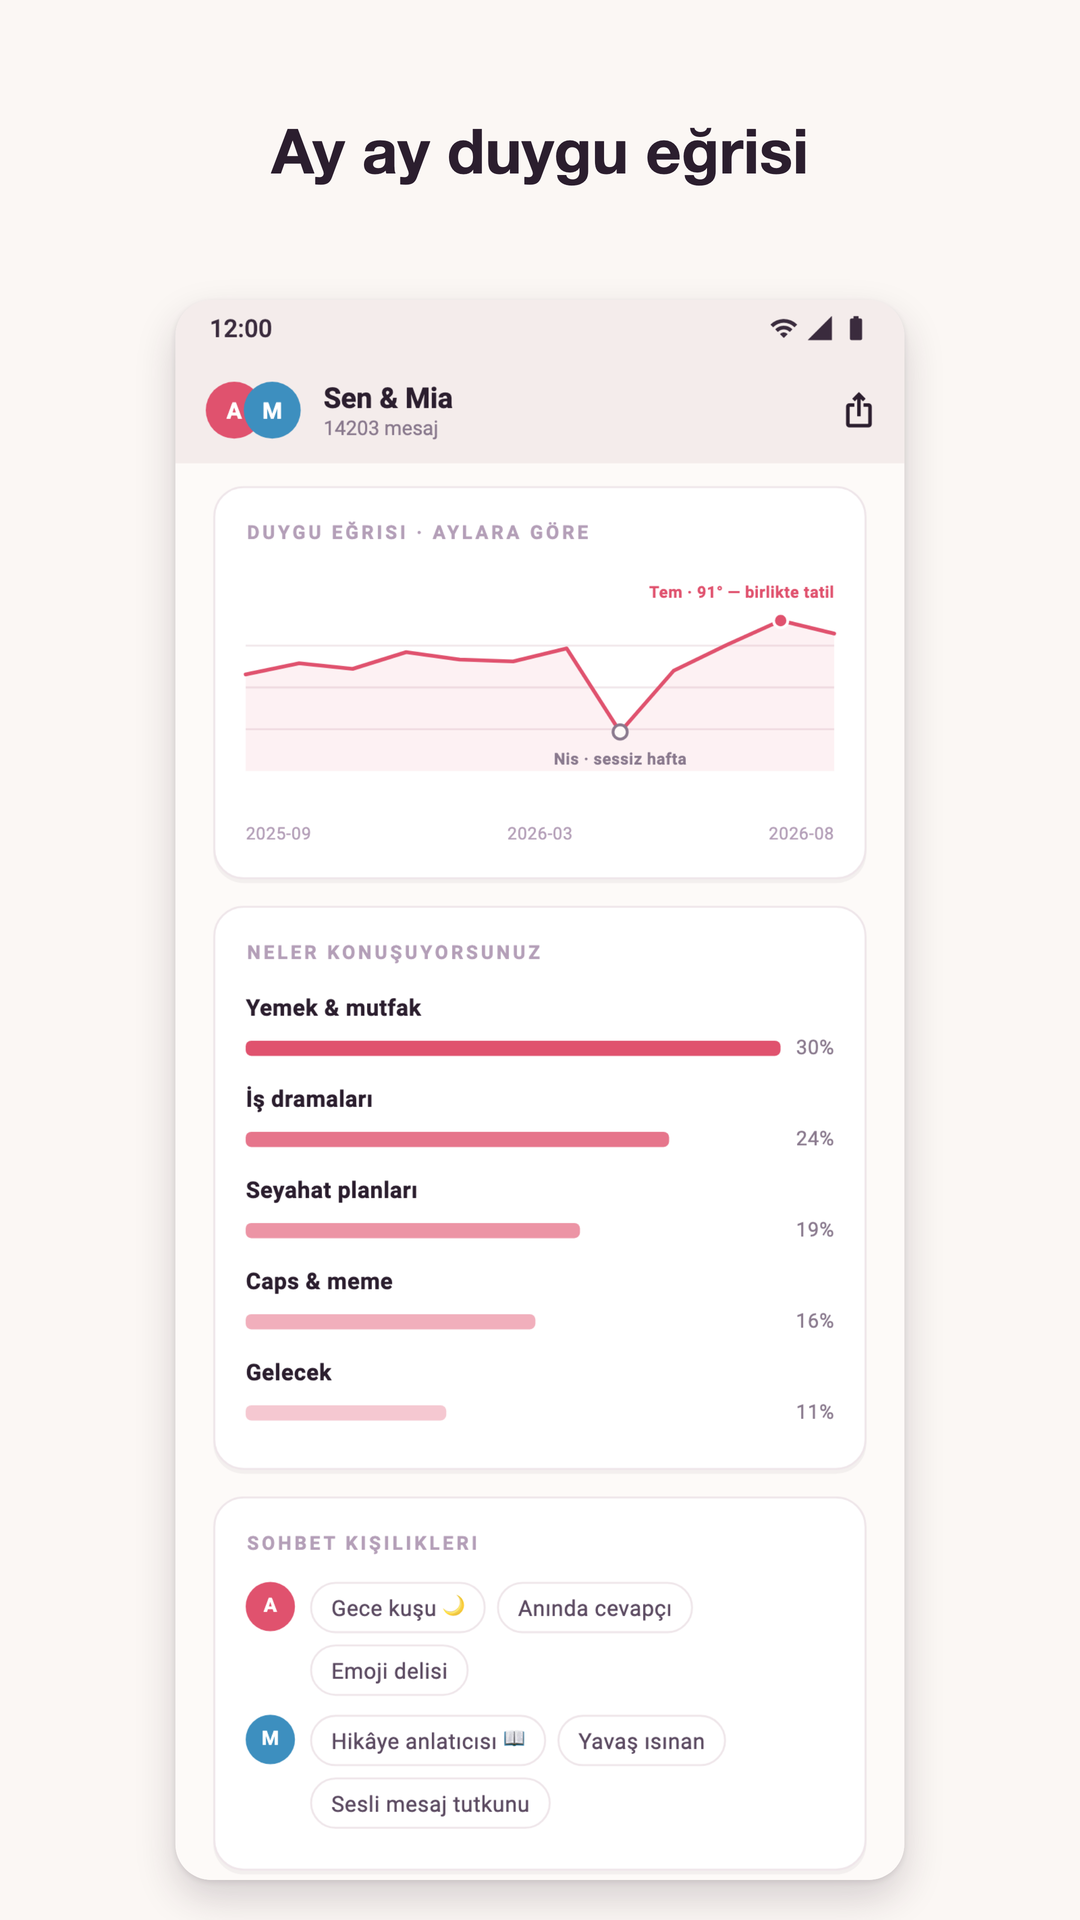 Ay ay duygu eğrisi
12:00
A M
Sen & Mia
14203 mesaj
DUYGU EĞRISI · AYLARA GÖRE
Tem · 91° — birlikte tatil
Nis · sessiz hafta
2025-09 2026-03 2026-08
NELER KONUŞUYORSUNUZ
Yemek & mutfak
30%
İş dramaları
24%
Seyahat planları
19%
Caps & meme
16%
Gelecek
11%
SOHBET KIŞILIKLERI
A Gece kuşu 🌙 Anında cevapçı
Emoji delisi
M Hikâye anlatıcısı 📖 Yavaş ısınan
Sesli mesaj tutkunu